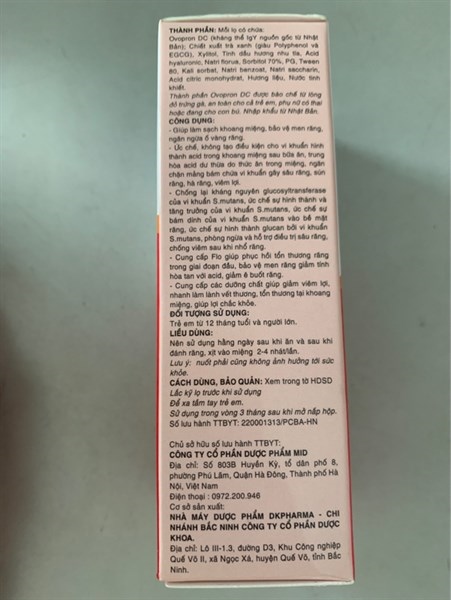 THÀNH PHẦN: Mỗi lọ có chứa:
Ovopron DC (kháng thể IgY nguồn gốc từ Nhật
Bản); Chiết xuất trà xanh (giàu Polyphenol và
EGCG), Xylitol, Tinh dầu hương nhu tía, Acid
hyaluronic, Natri florua, Sorbitol 70%, PG, Tween
80, Kali sorbat, Natri benzoat, Natri saccharin,
Acid citric monohydrat, Hương liệu, Nước tinh
khiết.
Thành phần Ovopron DC được bào chế từ lòng
đỏ trứng gà, an toàn cho cả trẻ em, phụ nữ có thai
hoặc đang cho con bú. Nhập khẩu từ Nhật Bản.
CÔNG DỤNG:
- Giúp làm sạch khoang miệng, bảo vệ men răng,
ngăn ngừa ố vàng răng.
- Ức chế, không tạo điều kiện cho vi khuẩn hình
thành acid trong khoang miệng sau bữa ăn, trung
hòa acid dư thừa do thức ăn trong miệng, ngăn
chặn mảng bám chứa vi khuẩn gây sâu răng, sún
răng, hà răng, viêm lợi.
- Chống lại kháng nguyên glucosyltransferase
của vi khuẩn S.mutans, ức chế sự hình thành và
tăng trưởng của vi khuẩn S.mutans, ức chế sự
bám dính của vi khuẩn S.mutans vào bề mặt
răng, ức chế sự hình thành glucan bởi vi khuẩn
S.mutans, phòng ngừa và hỗ trợ điều trị sâu răng,
chống viêm sau khi nhổ răng.
- Cung cấp Flo giúp phục hồi tổn thương răng
trong giai đoạn đầu, bảo vệ men răng giảm tính
hòa tan với acid, giảm ê buốt răng.
- Cung cấp các dưỡng chất giúp giảm viêm lợi,
nhanh làm lành vết thương, tổn thương tại khoang
miệng, giúp lợi chắc khỏe.
ĐỐI TƯỢNG SỬ DỤNG:
Trẻ em từ 12 tháng tuổi và người lớn.
LIỀU DÙNG:
Nên sử dụng hằng ngày sau khi ăn và sau khi
đánh răng, xịt vào miệng 2-4 nhát/lần.
Lưu ý: nuốt phải cũng không ảnh hưởng tới sức
khỏe.
CÁCH DÙNG, BẢO QUẢN: Xem trong tờ HDSD
Lắc kỹ lọ trước khi sử dụng
Để xa tầm tay trẻ em.
Sử dụng trong vòng 3 tháng sau khi mở nắp hộp.
Số lưu hành TTBYT: 220001313/PCBA-HN
Chủ sở hữu số lưu hành TTBYT:
CÔNG TY CỔ PHẦN DƯỢC PHẨM MID
Địa chỉ: Số 803B Huyền Kỳ, tổ dân phố 8,
phường Phú Lãm, Quận Hà Đông, Thành phố Hà
Nội, Việt Nam
Điện thoại : 0972.200.946
Cơ sở sản xuất:
NHÀ MÁY DƯỢC PHẨM DKPHARMA - CHI
NHÁNH BẮC NINH CÔNG TY CỔ PHẦN DƯỢC
KHOA.
Địa chỉ: Lô III-1.3, đường D3, Khu Công nghiệp
Quế Võ II, xã Ngọc Xá, huyện Quế Võ, tỉnh Bắc
Ninh.